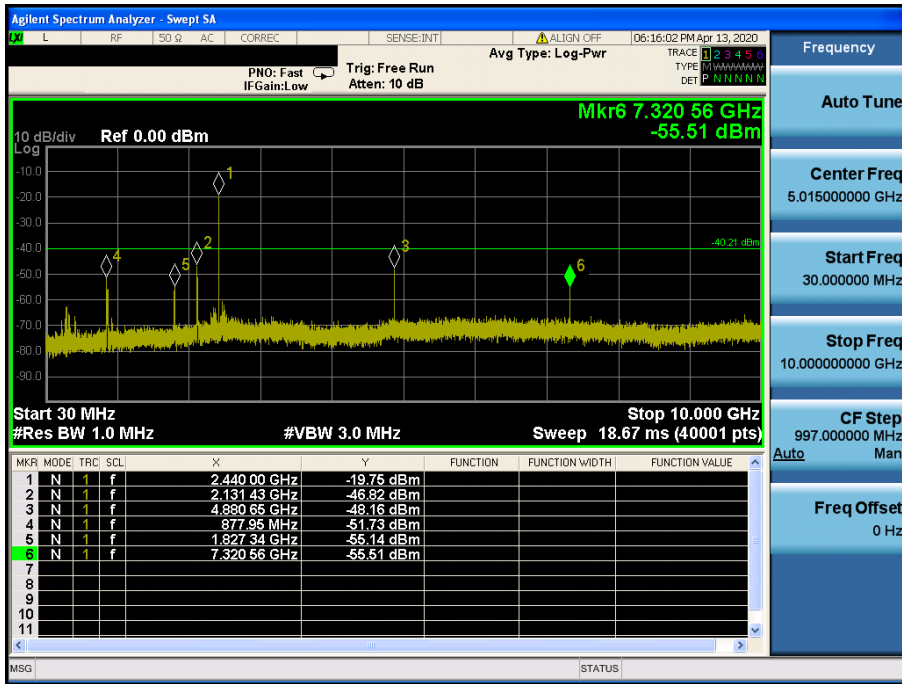 Agilent Spectrum Analyzer - Swept SA
LXI L RF 50 Ω AC CORREC SENSE:INT ALIGN OFF 06:16:02 PM Apr 13, 2020
Avg Type: Log-Pwr TRACE 1 2 3 4 5 6
PNO: Fast Trig: Free Run TYPE M W W W W W
IFGain:Low Atten: 10 dB DET P N N N N N
Mkr6 7.320 56 GHz
-55.51 dBm
10 dB/div Ref 0.00 dBm
Log
-10.0
-20.0
-30.0
-40.0
-50.0
-60.0
-70.0
-80.0
-90.0
1
2
3
4
5
6
-40.21 dBm
Start 30 MHz Stop 10.000 GHz
#Res BW 1.0 MHz #VBW 3.0 MHz Sweep 18.67 ms (40001 pts)
MKR MODE TRC SCL X Y FUNCTION FUNCTION WIDTH FUNCTION VALUE
1 N 1 f 2.440 00 GHz -19.75 dBm
2 N 1 f 2.131 43 GHz -46.82 dBm
3 N 1 f 4.880 65 GHz -48.16 dBm
4 N 1 f 877.95 MHz -51.73 dBm
5 N 1 f 1.827 34 GHz -55.14 dBm
6 N 1 f 7.320 56 GHz -55.51 dBm
7
8
9
10
11
MSG STATUS
Frequency
Auto Tune
Center Freq
5.015000000 GHz
Start Freq
30.000000 MHz
Stop Freq
10.000000000 GHz
CF Step
997.000000 MHz
Auto Man
Freq Offset
0 Hz